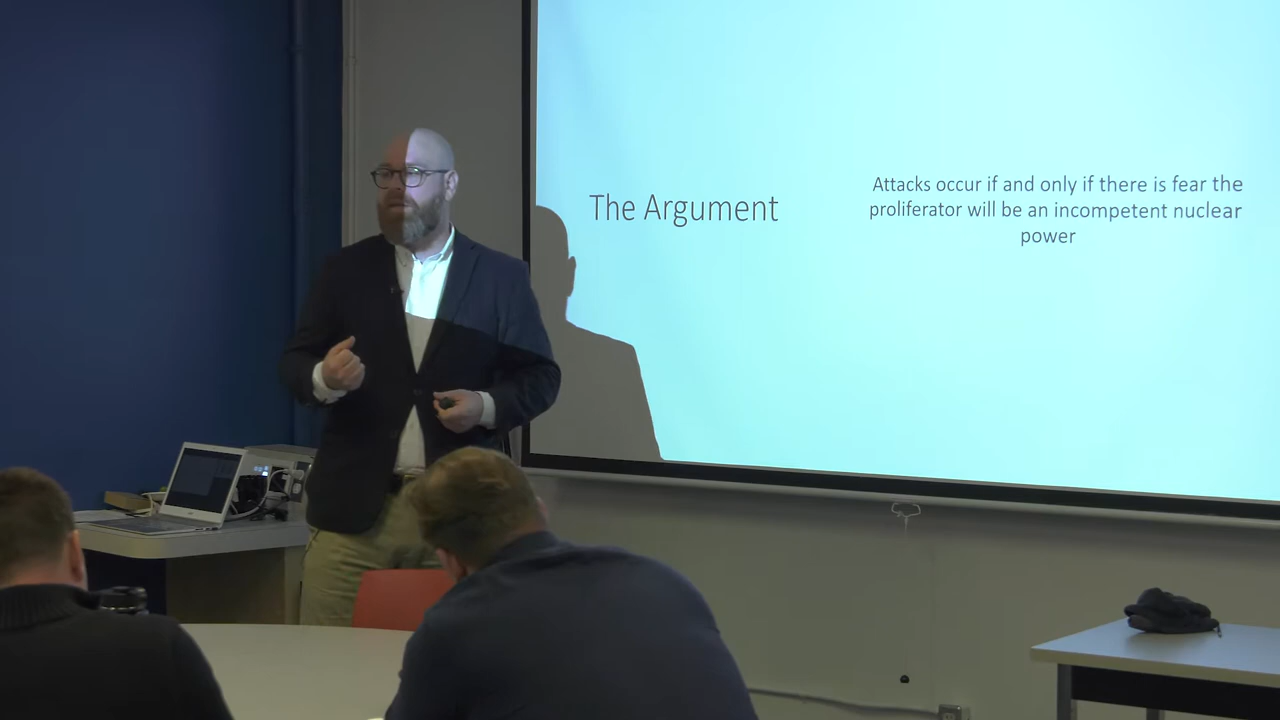 The Argument
Attacks occur if and only if there is fear the
proliferator will be an incompetent nuclear
power